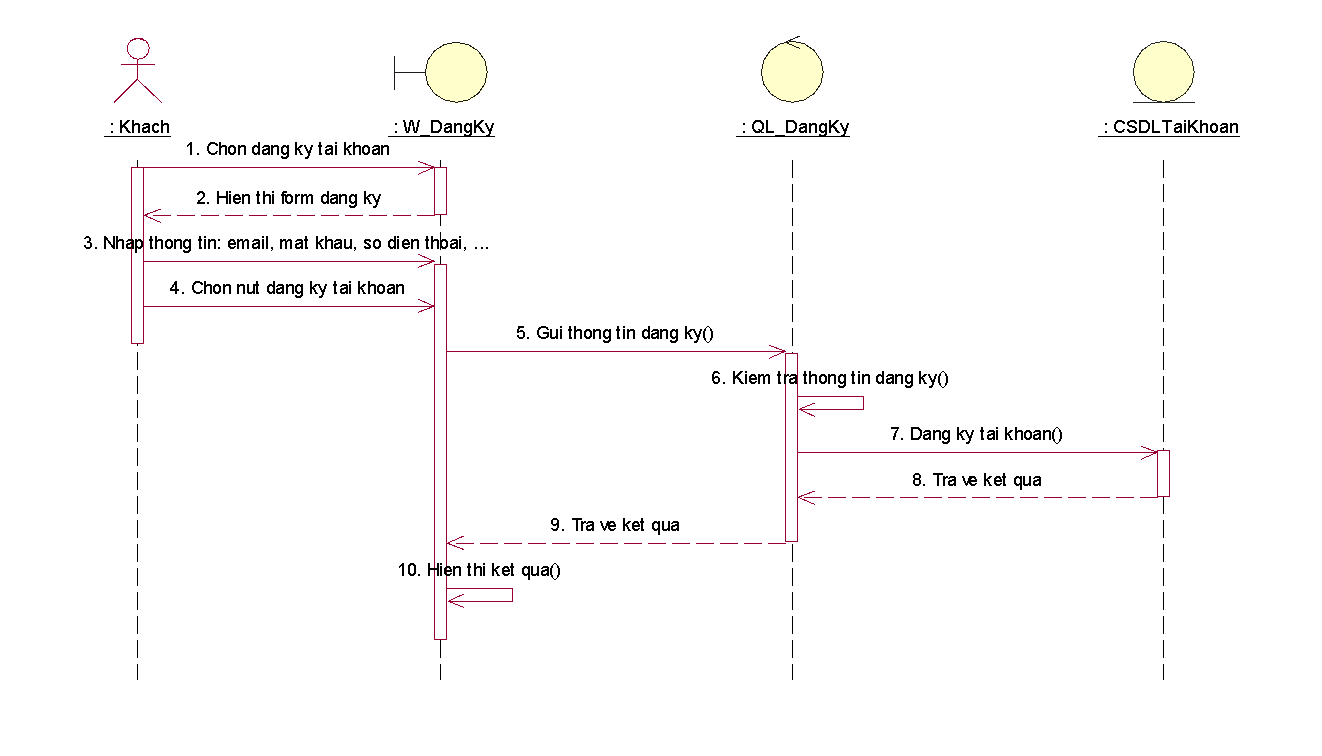 : Khach
: W_DangKy
: QL_DangKy
: CSDLTaiKhoan
1. Chon dang ky tai khoan
2. Hien thi form dang ky
3. Nhap thong tin: email, mat khau, so dien thoai, ...
4. Chon nut dang ky tai khoan
5. Gui thong tin dang ky()
6. Kiem tra thong tin dang ky()
7. Dang ky tai khoan()
8. Tra ve ket qua
9. Tra ve ket qua
10. Hien thi ket qua()